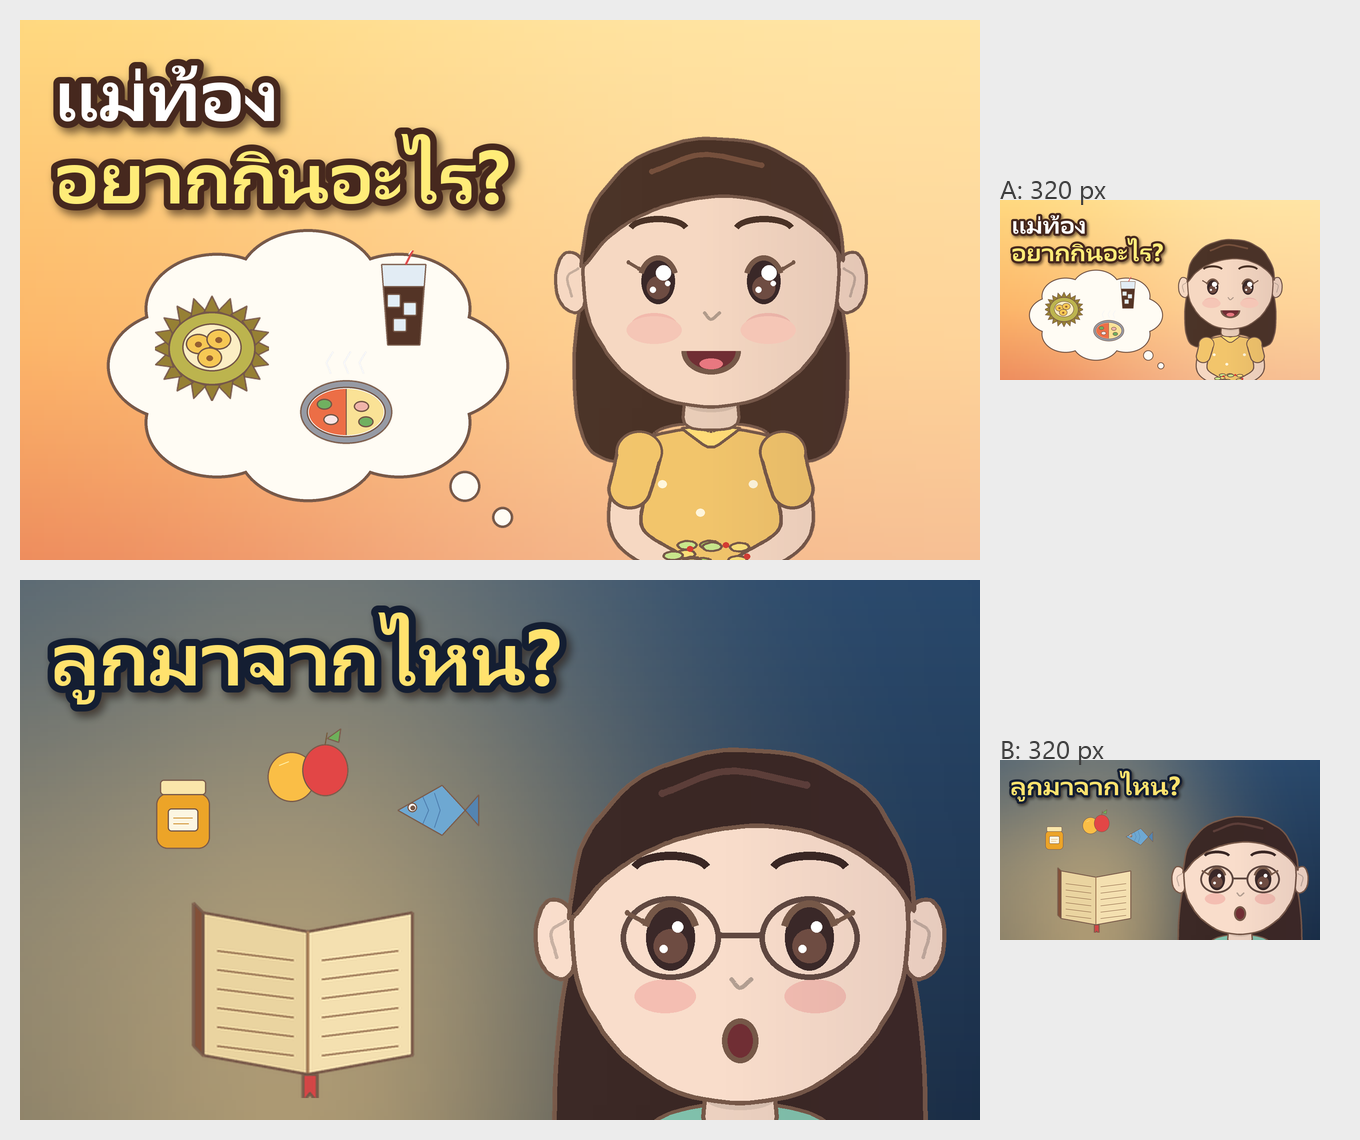 แม่ท้อง
อยากกินอะไร?
A: 320 px
แม่ท้อง
อยากกินอะไร?
ลูกมาจากไหน?
B: 320 px
ลูกมาจากไหน?